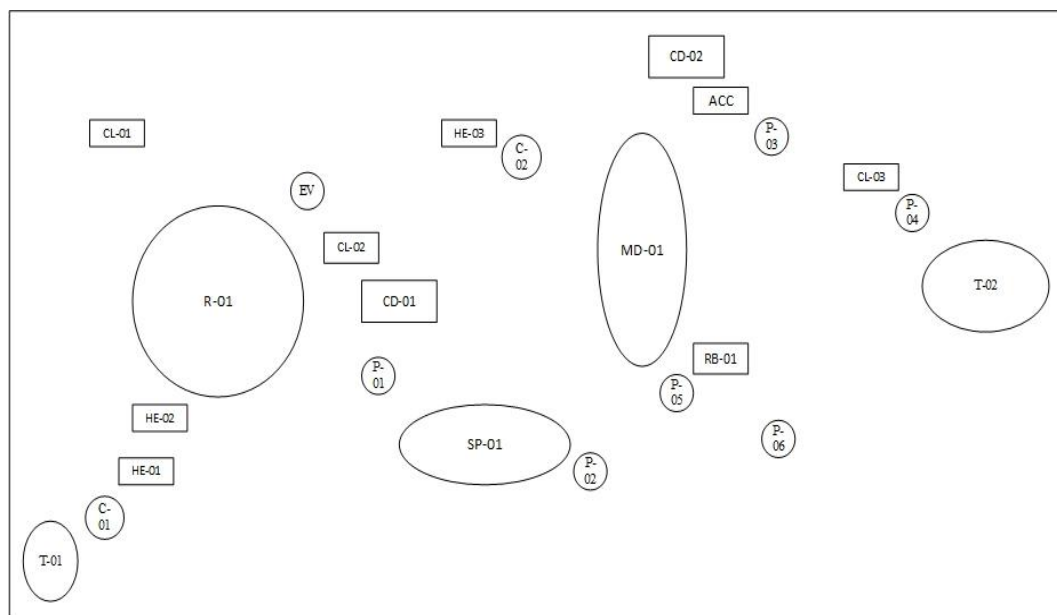 CD-02
ACC
CL-01
HE-03
P-
03
C-
02
CL-03
EV
P-
04
CL-02
MD-01
T-02
R-01
CD-01
RB-01
P-
01
P-
05
HE-02
P-
06
SP-01
HE-01
P-
02
C-
01
T-01